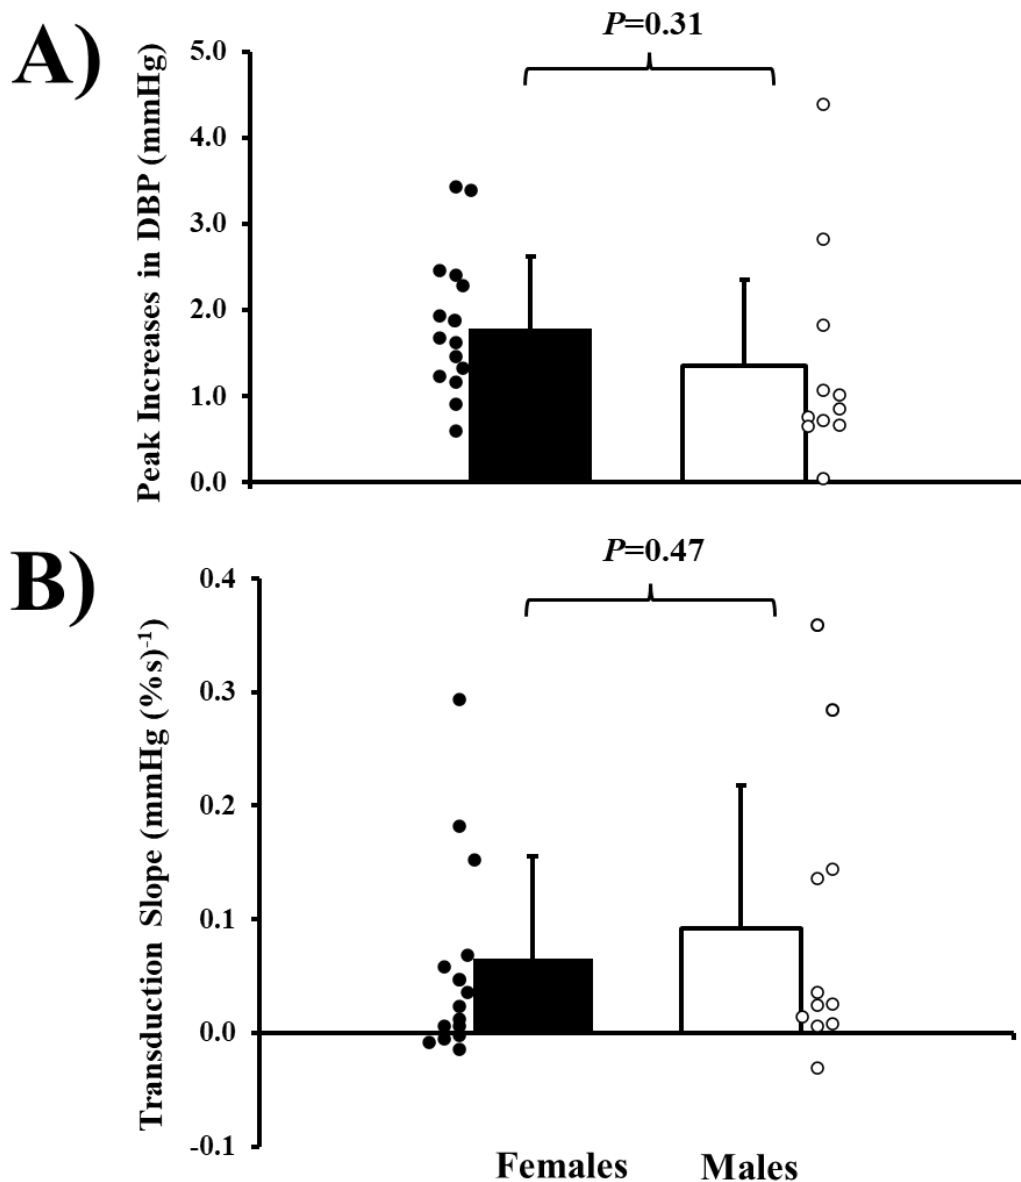 A)
P=0.31
Peak Increases in DBP (mmHg)
5.0
4.0
3.0
2.0
1.0
0.0
B)
P=0.47
Transduction Slope (mmHg (%s)⁻¹)
0.4
0.3
0.2
0.1
0.0
-0.1
Females
Males